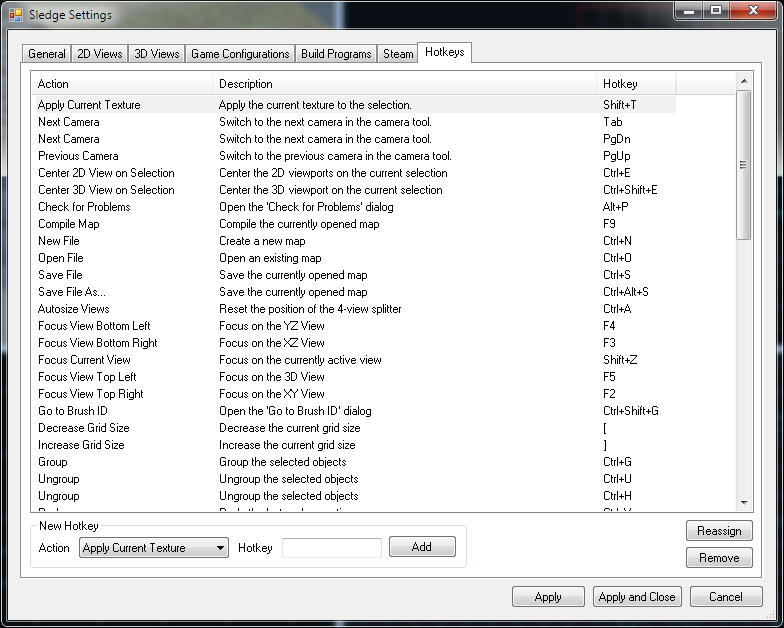 Sledge Settings
General 2D Views 3D Views Game Configurations Build Programs Steam Hotkeys
Action Description Hotkey
Apply Current Texture Apply the current texture to the selection. Shift+T
Next Camera Switch to the next camera in the camera tool. Tab
Next Camera Switch to the next camera in the camera tool. PgDn
Previous Camera Switch to the previous camera in the camera tool. PgUp
Center 2D View on Selection Center the 2D viewports on the current selection Ctrl+E
Center 3D View on Selection Center the 3D viewport on the current selection Ctrl+Shift+E
Check for Problems Open the 'Check for Problems' dialog Alt+P
Compile Map Compile the currently opened map F9
New File Create a new map Ctrl+N
Open File Open an existing map Ctrl+O
Save File Save the currently opened map Ctrl+S
Save File As... Save the currently opened map Ctrl+Alt+S
Autosize Views Reset the position of the 4-view splitter Ctrl+A
Focus View Bottom Left Focus on the YZ View F4
Focus View Bottom Right Focus on the XZ View F3
Focus Current View Focus on the currently active view Shift+Z
Focus View Top Left Focus on the 3D View F5
Focus View Top Right Focus on the XY View F2
Go to Brush ID Open the 'Go to Brush ID' dialog Ctrl+Shift+G
Decrease Grid Size Decrease the current grid size [
Increase Grid Size Increase the current grid size ]
Group Group the selected objects Ctrl+G
Ungroup Ungroup the selected objects Ctrl+U
Ungroup Ungroup the selected objects Ctrl+H
New Hotkey
Action Apply Current Texture Hotkey Add
Reassign
Remove
Apply Apply and Close Cancel